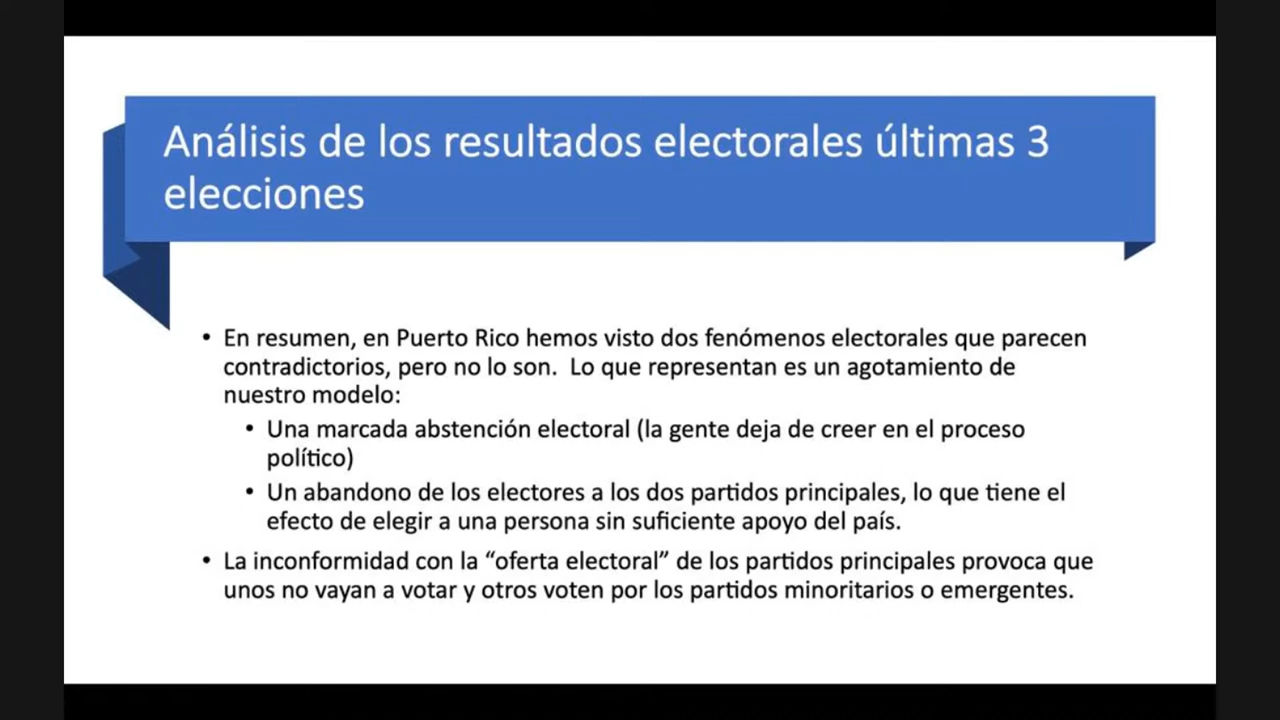 Análisis de los resultados electorales últimas 3
elecciones
• En resumen, en Puerto Rico hemos visto dos fenómenos electorales que parecen
contradictorios, pero no lo son.  Lo que representan es un agotamiento de
nuestro modelo:
• Una marcada abstención electoral (la gente deja de creer en el proceso
político)
• Un abandono de los electores a los dos partidos principales, lo que tiene el
efecto de elegir a una persona sin suficiente apoyo del país.
• La inconformidad con la “oferta electoral” de los partidos principales provoca que
unos no vayan a votar y otros voten por los partidos minoritarios o emergentes.